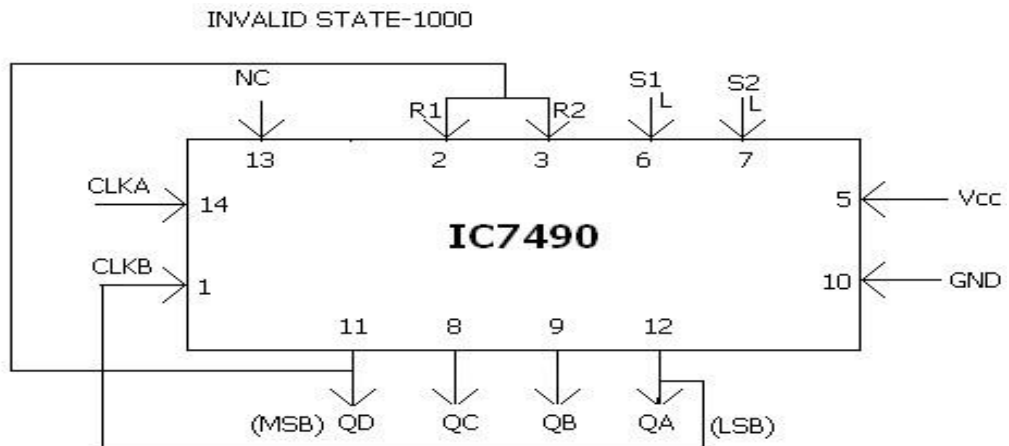 INVALID STATE-1000
NC
R1
R2
S1
L
S2
L
13
2
3
6
7
CLKA
14
5
Vcc
IC7490
CLKB
1
10
GND
11
8
9
12
(MSB)
QD
QC
QB
QA
(LSB)